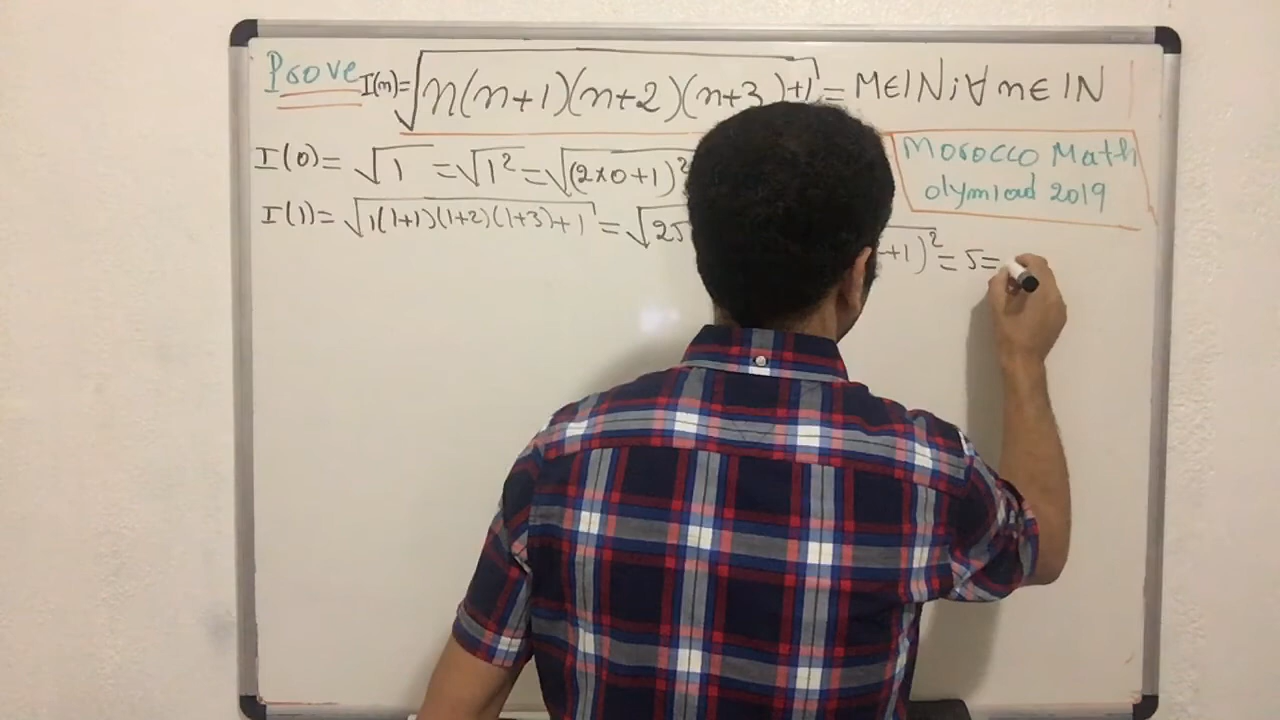 Prove I(n)=√n(n+1)(n+2)(n+3)+1 = M∈IN;∀n∈IN
I(0)= √1 =√1²=√(2×0+1)²
Morocco Math
olymiad 2019
I(1)= √1(1+1)(1+2)(1+3)+1 = √25
+1)²=5=